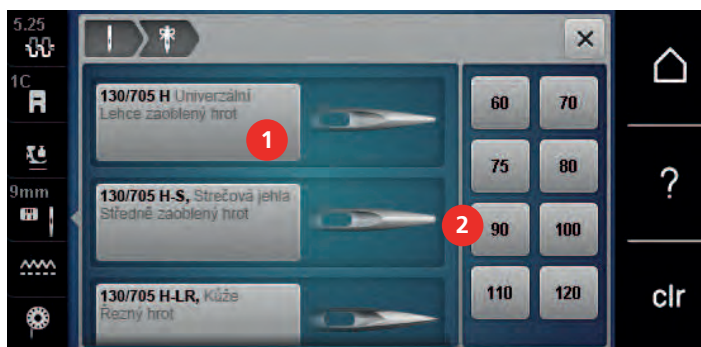 5.25
1C
9mm
130/705 H Univerzální
Lehce zaoblený hrot
1
130/705 H-S, Strečová jehla
Středně zaoblený hrot
2
130/705 H-LR, Kůže
Řezný hrot
60 70
75 80
90 100
110 120
?
clr